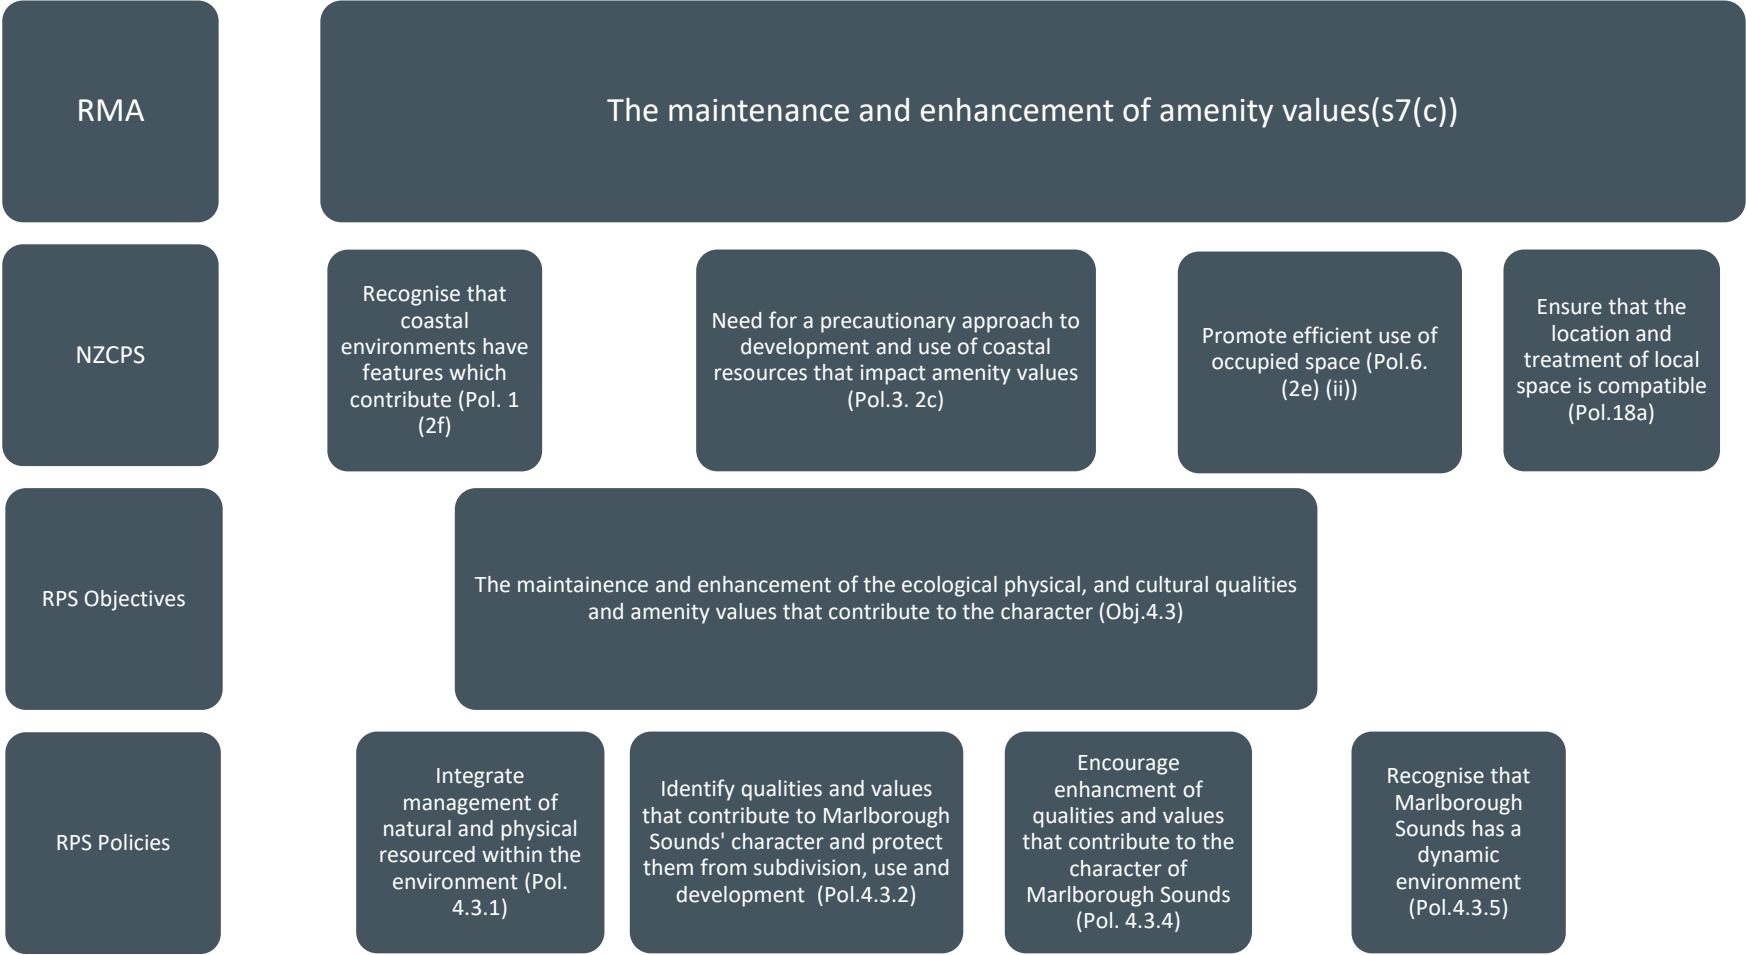 RMA
The maintenance and enhancement of amenity values(s7(c))
NZCPS
Recognise that
coastal
environments have
features which
contribute (Pol. 1
(2f)
Need for a precautionary approach to
development and use of coastal
resources that impact amenity values
(Pol.3. 2c)
Promote efficient use of
occupied space (Pol.6.
(2e) (ii))
Ensure that the
location and
treatment of local
space is compatible
(Pol.18a)
RPS Objectives
The maintainence and enhancement of the ecological physical, and cultural qualities
and amenity values that contribute to the character (Obj.4.3)
RPS Policies
Integrate
management of
natural and physical
resourced within the
environment (Pol.
4.3.1)
Identify qualities and values
that contribute to Marlborough
Sounds' character and protect
them from subdivision, use and
development  (Pol.4.3.2)
Encourage
enhancment of
qualities and values
that contribute to the
character of
Marlborough Sounds
(Pol. 4.3.4)
Recognise that
Marlborough
Sounds has a
dynamic
environment
(Pol.4.3.5)